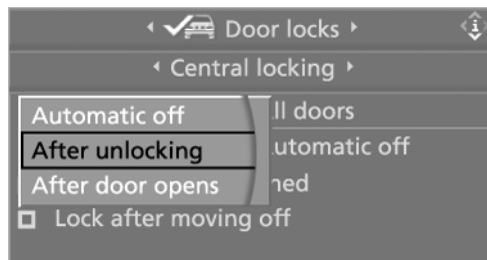 Door locks
Central locking
Automatic off
ll doors
After unlocking
utomatic off
After door opens
ned
Lock after moving off